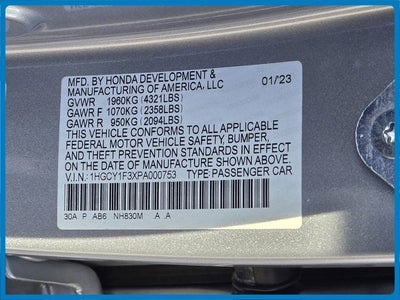 MFD. BY HONDA DEVELOPMENT &
MANUFACTURING OF AMERICA, LLC 01/23
GVWR 1960KG (4321LBS)
GAWR F 1070KG (2358LBS)
GAWR R 950KG (2094LBS)
THIS VEHICLE CONFORMS TO ALL APPLICABLE
FEDERAL MOTOR VEHICLE SAFETY, BUMPER,
AND THEFT PREVENTION STANDARDS IN EFFECT
ON THE DATE OF MANUFACTURE SHOWN ABOVE.
V.I.N.: 1HGCY1F3XPA000753 TYPE: PASSENGER CAR
30A P AB6 NH830M A .A